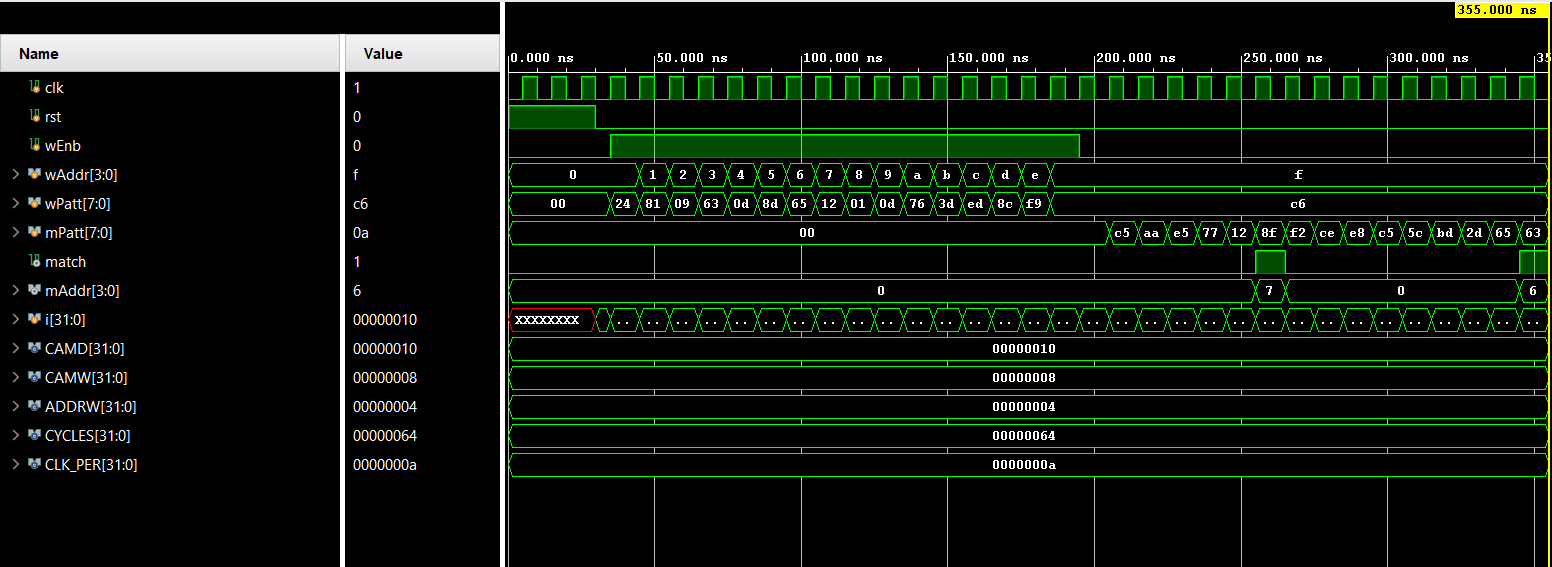 355.000 ns
Name Value
0.000 ns 50.000 ns 100.000 ns 150.000 ns 200.000 ns 250.000 ns 300.000 ns 35
clk 1
rst 0
wEnb 0
wAddr[3:0] f 0 1 2 3 4 5 6 7 8 9 a b c d e f
wPatt[7:0] c6 00 24 81 09 63 0d 8d 65 12 01 0d 76 3d ed 8c f9 c6
mPatt[7:0] 0a 00 c5 aa e5 77 12 8f f2 ce e8 c5 5c bd 2d 65 63
match 1
mAddr[3:0] 6 0 7 0 6
i[31:0] 00000010 XXXXXXXX .. .. .. .. .. .. .. .. .. .. .. .. .. .. .. .. .. .. .. .. .. .. .. .. .. .. .. .. .. .. .. ..
CAMD[31:0] 00000010 00000010
CAMW[31:0] 00000008 00000008
ADDRW[31:0] 00000004 00000004
CYCLES[31:0] 00000064 00000064
CLK_PER[31:0] 0000000a 0000000a